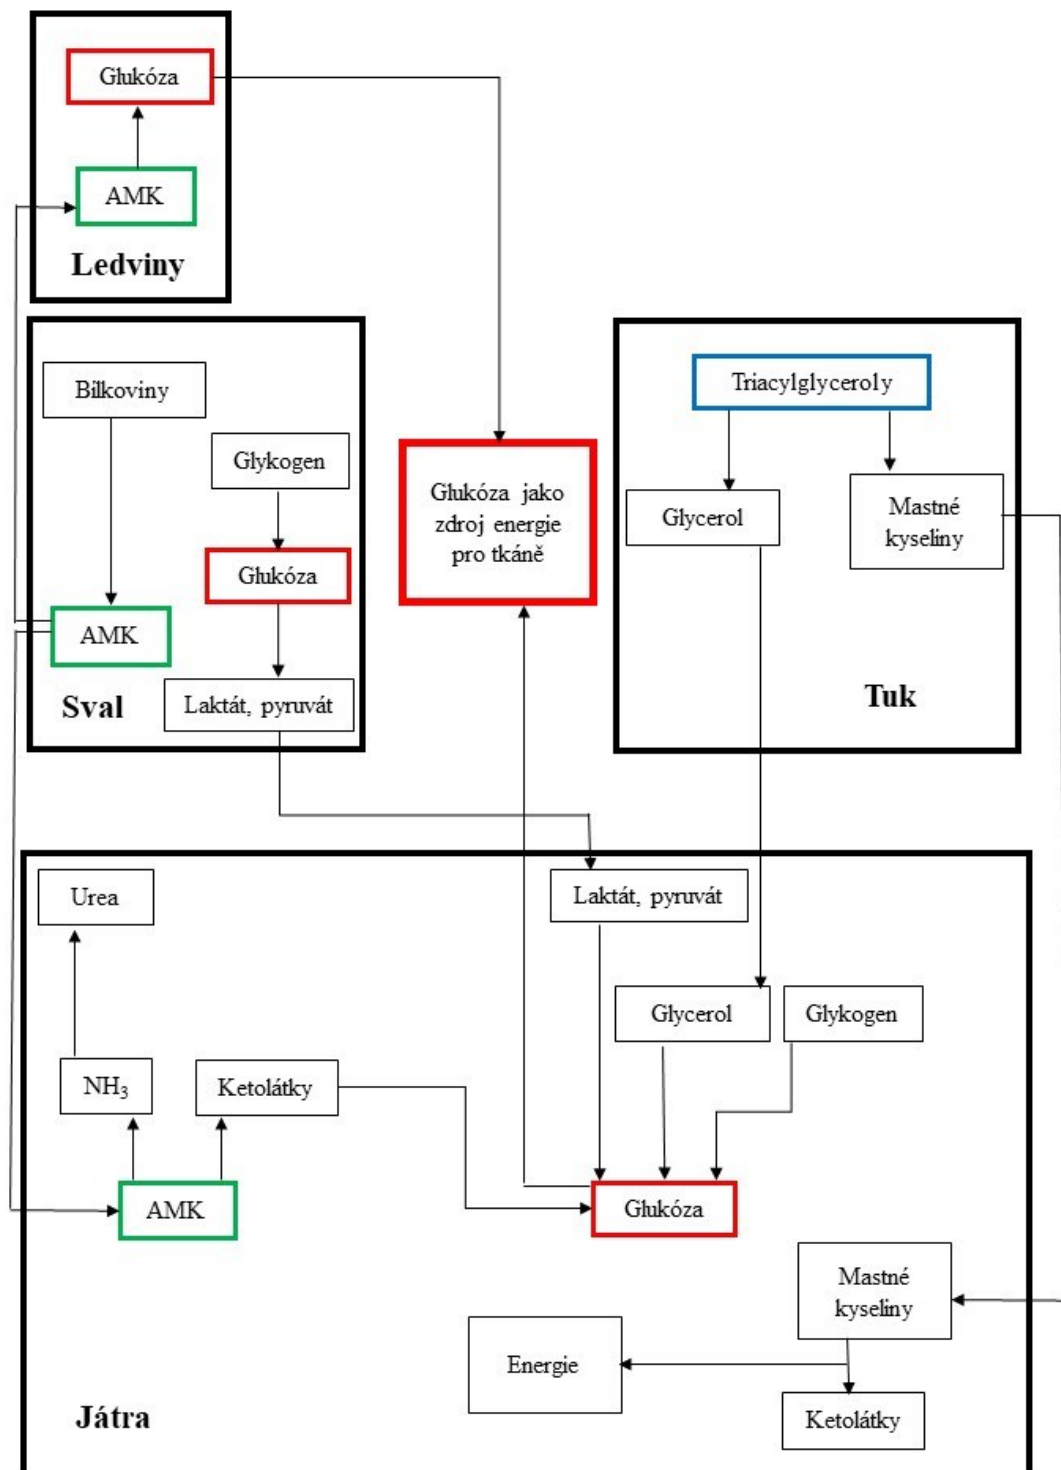 Glukóza
AMK
Ledviny
Bílkoviny
Glykogen
Glukóza
AMK
Laktát, pyruvát
Sval
Glukóza jako
zdroj energie
pro tkáně
Triacylglyceroly
Glycerol
Mastné
kyseliny
Tuk
Urea
Laktát, pyruvát
Glycerol
Glykogen
NH₃
Ketolátky
AMK
Glukóza
Mastné
kyseliny
Energie
Ketolátky
Játra